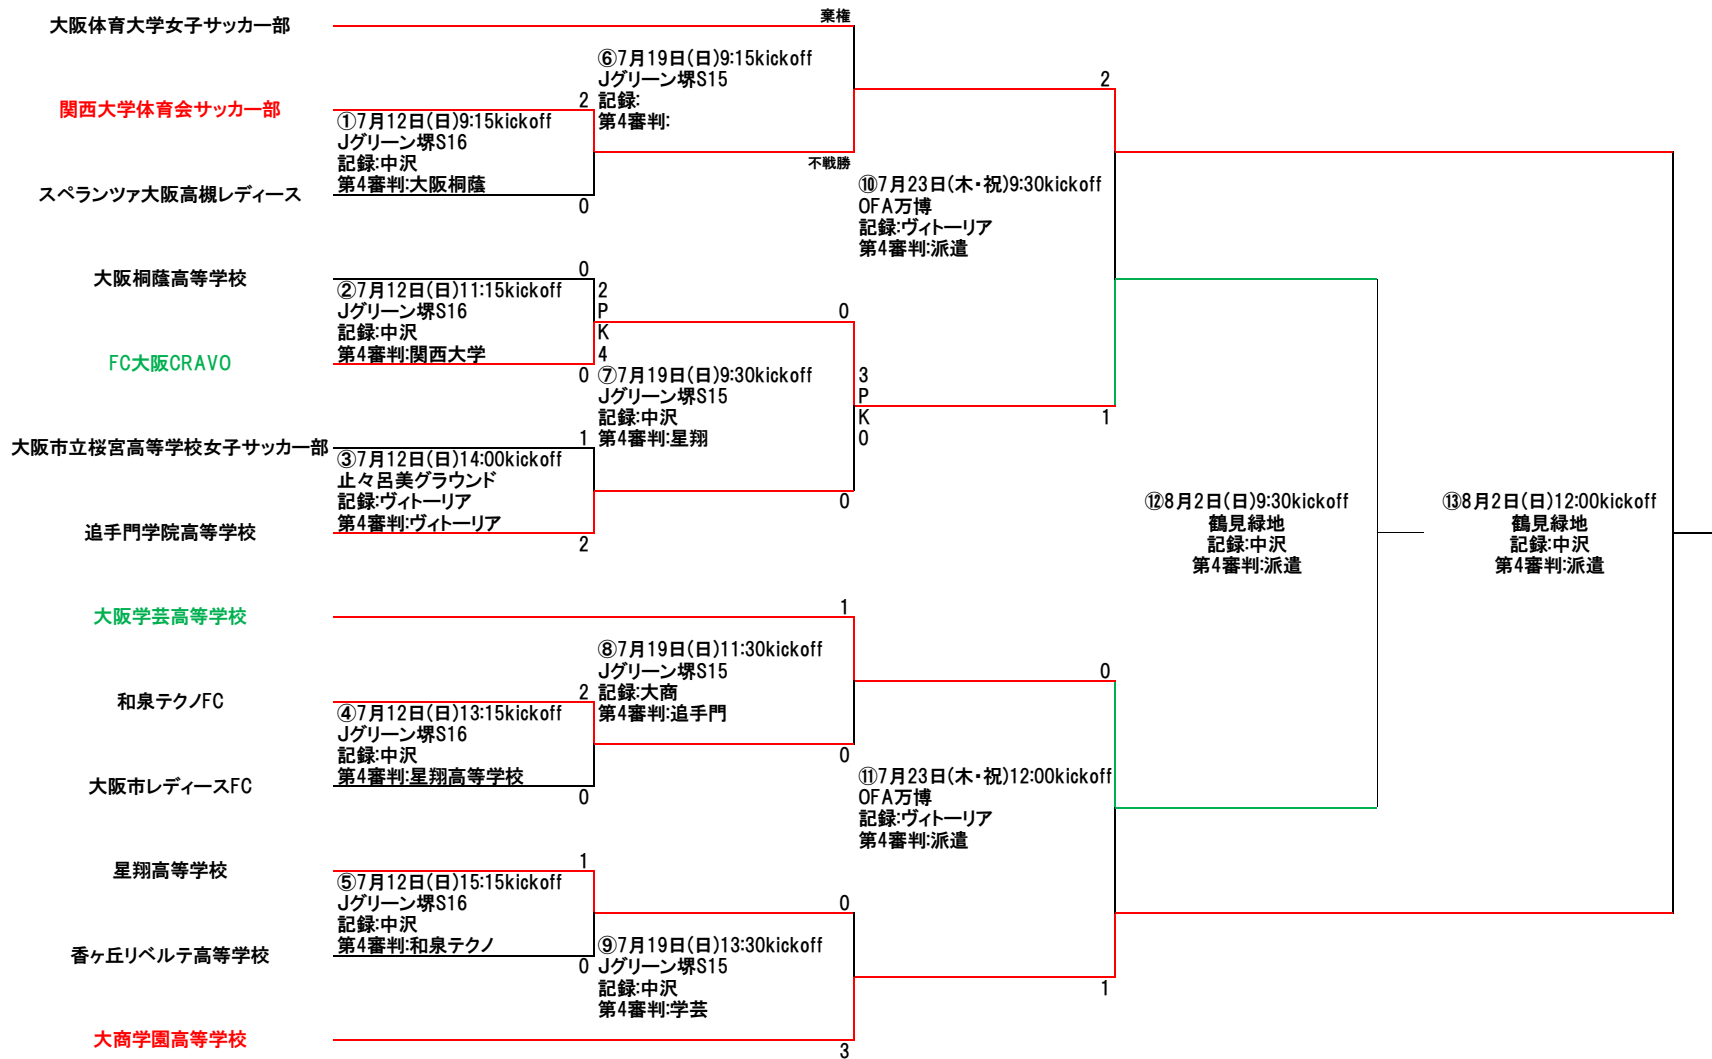 大阪体育大学女子サッカー部
棄権
⑥7月19日(日)9:15kickoff
Jグリーン堺S15
記録:
第4審判:
不戦勝
2
関西大学体育会サッカー部
2
①7月12日(日)9:15kickoff
Jグリーン堺S16
記録:中沢
第4審判:大阪桐蔭
スペランツァ大阪高槻レディース
0
⑩7月23日(木・祝)9:30kickoff
OFA万博
記録:ヴィトーリア
第4審判:派遣
大阪桐蔭高等学校
0
②7月12日(日)11:15kickoff
Jグリーン堺S16
記録:中沢
第4審判:関西大学
2
P
K
4
FC大阪CRAVO
0
0
⑦7月19日(日)9:30kickoff
Jグリーン堺S15
記録:中沢
第4審判:星翔
3
P
K
0
1
大阪市立桜宮高等学校女子サッカー部
1
③7月12日(日)14:00kickoff
止々呂美グラウンド
記録:ヴィトーリア
第4審判:ヴィトーリア
0
追手門学院高等学校
2
⑫8月2日(日)9:30kickoff
鶴見緑地
記録:中沢
第4審判:派遣
⑬8月2日(日)12:00kickoff
鶴見緑地
記録:中沢
第4審判:派遣
大阪学芸高等学校
1
⑧7月19日(日)11:30kickoff
Jグリーン堺S15
記録:大商
第4審判:追手門
0
和泉テクノFC
2
④7月12日(日)13:15kickoff
Jグリーン堺S16
記録:中沢
第4審判:星翔高等学校
0
大阪市レディースFC
0
⑪7月23日(木・祝)12:00kickoff
OFA万博
記録:ヴィトーリア
第4審判:派遣
星翔高等学校
1
⑤7月12日(日)15:15kickoff
Jグリーン堺S16
記録:中沢
第4審判:和泉テクノ
0
香ヶ丘リベルテ高等学校
0
⑨7月19日(日)13:30kickoff
Jグリーン堺S15
記録:中沢
第4審判:学芸
1
大商学園高等学校
3